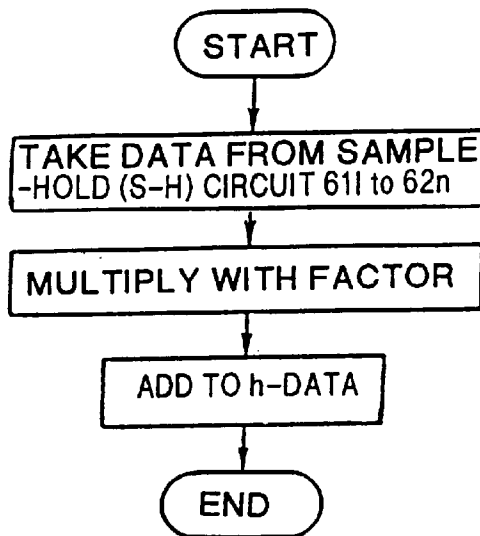 START
TAKE DATA FROM SAMPLE
-HOLD (S-H) CIRCUIT 61l to 62n
MULTIPLY WITH FACTOR
ADD TO h-DATA
END